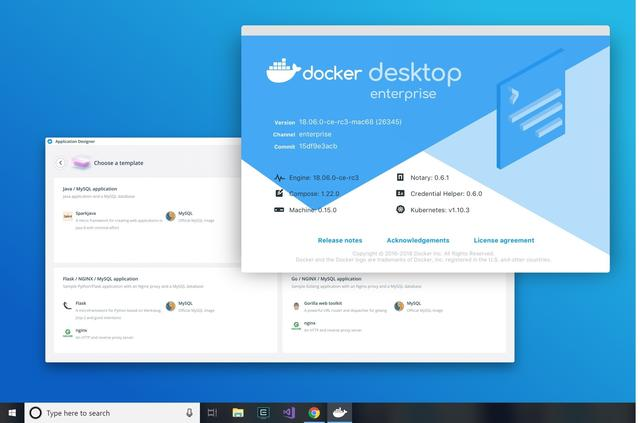 docker desktop
enterprise
Version 18.06.0-ce-rc3-mac68 (26345)
Channel enterprise
Commit 15df9e3acb
Engine: 18.06.0-ce-rc3
Notary: 0.6.1
Compose: 1.22.0
Credential Helper: 0.6.0
Machine: 0.15.0
Kubernetes: v1.10.3
Release notes Acknowledgements License agreement
Copyright © 2016-2018 Docker Inc. All Rights Reserved.
Docker and the Docker logo are trademarks of Docker, Inc. registered in the U.S. and other countries.
Application Designer
Choose a template
Java / MySQL application
Java application and a MySQL database
Sparkjava
A micro framework for creating web applications in
Java 8 with minimal effort
MySQL
Official MySQL image
Flask / NGINX / MySQL application
Sample Python/Flask application with an Nginx proxy and a MySQL database
Flask
A microframework for Python based on Werkzeug,
Jinja 2 and good intentions
MySQL
Official MySQL image
nginx
an HTTP and reverse proxy server
Go / NGINX / MySQL application
Sample Golang application with an Nginx proxy and a MySQL database
Gorilla web toolkit
A powerful URL router and dispatcher for golang
MySQL
Official MySQL image
nginx
an HTTP and reverse proxy server
Type here to search